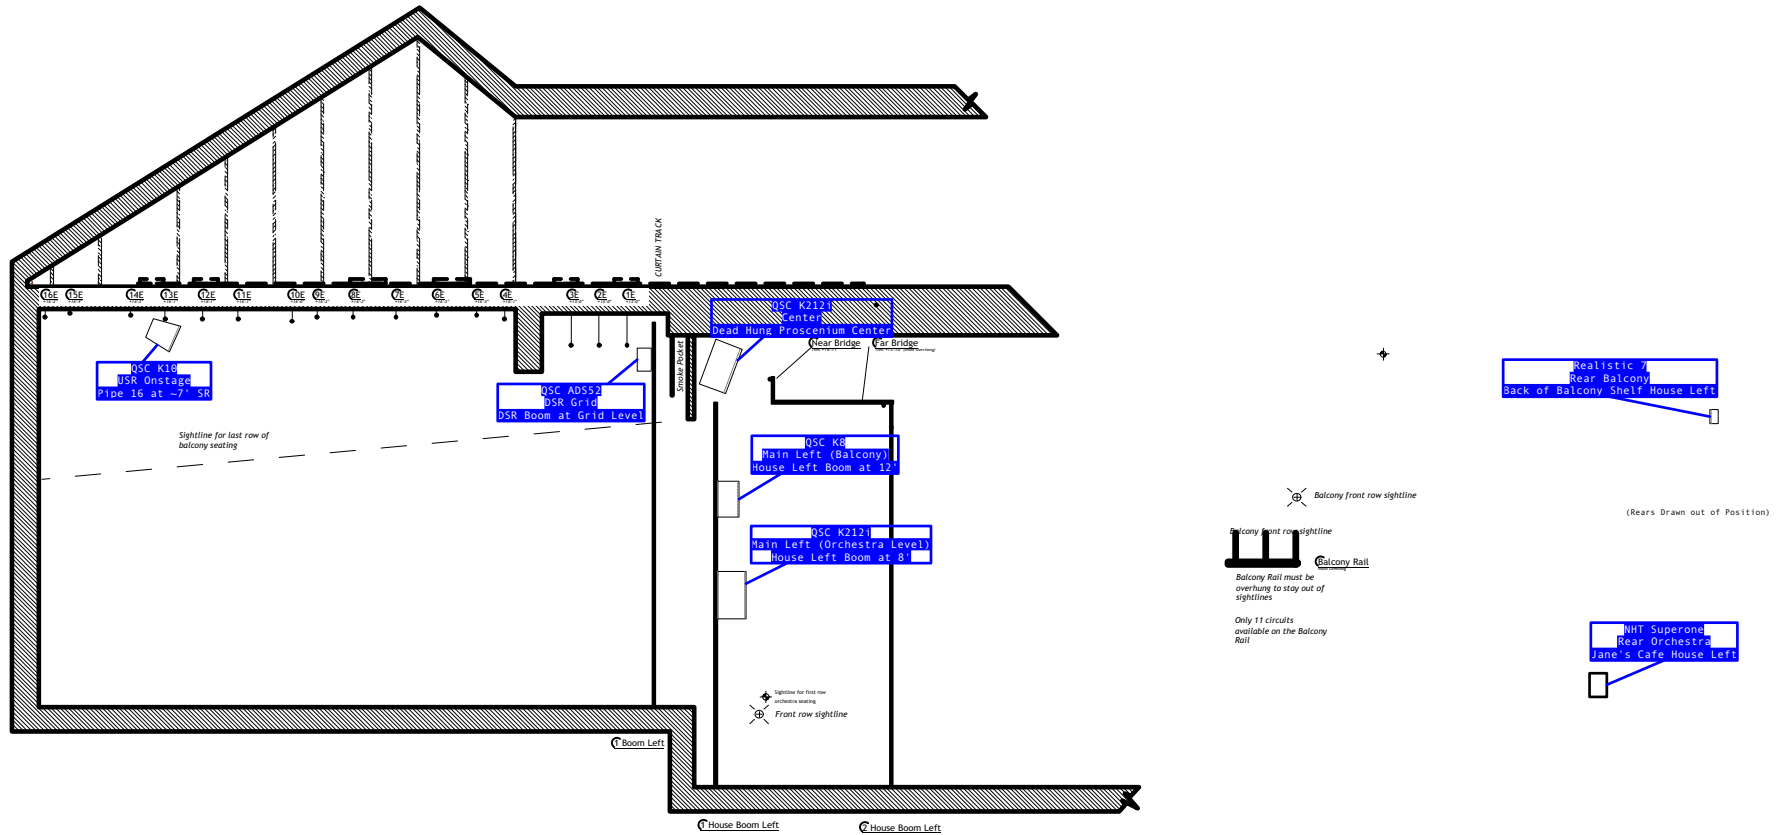 CURTAIN TRACK
16E
15E
14E
13E
12E
11E
10E
9E
8E
7E
6E
5E
4E
3E
2E
1E
QSC K212i
Center
Dead Hung Proscenium Center
Near Bridge
Far Bridge
Smoke Pocket
QSC K10
USR Onstage
Pipe 16 at ~7' SR
QSC ADS52
DSR Grid
DSR Boom at Grid Level
Realistic 7
Rear Balcony
Back of Balcony Shelf House Left
Sightline for last row of
balcony seating
QSC K8
Main Left (Balcony)
House Left Boom at 12'
Balcony front row sightline
(Rears Drawn out of Position)
QSC K212i
Main Left (Orchestra Level)
House Left Boom at 8'
Balcony front row sightline
Balcony Rail
Balcony Rail must be
overhung to stay out of
sightlines
Only 11 circuits
available on the Balcony
Rail
NHT Superone
Rear Orchestra
Jane's Cafe House Left
Sightline for first row
orchestra seating
Front row sightline
1 Boom Left
1 House Boom Left
2 House Boom Left